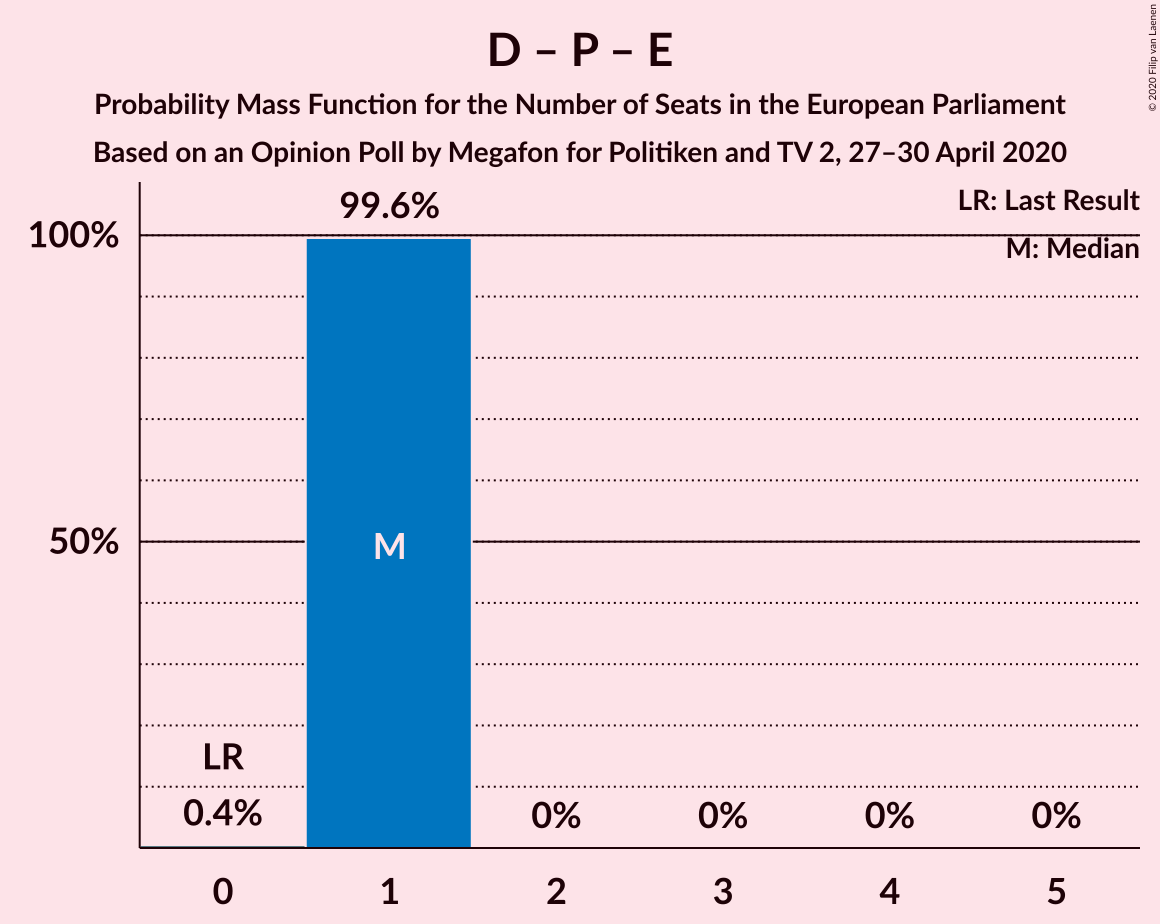 D – P – E
Probability Mass Function for the Number of Seats in the European Parliament
Based on an Opinion Poll by Megafon for Politiken and TV 2, 27–30 April 2020
© 2020 Filip van Laenen
LR: Last Result
M: Median
99.6%
100%
50%
M
LR
0.4%
0% 0% 0% 0%
0 1 2 3 4 5